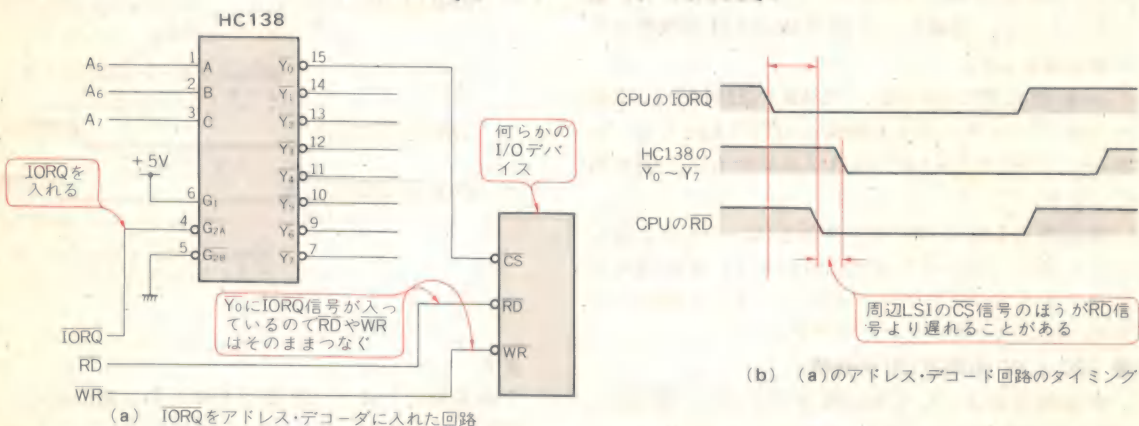 HC138
A5 1 A Y0 15
A6 2 B Y1 14
A7 3 C Y2 13
Y3 12
+5V
Y4 11
6 G1 Y5 10
4 G2A Y6 9
5 G2B Y7 7
IORQを
入れる
何らかの
I/Oデバ
イス
CS
RD
WR
Y0にIORQ信号が入っ
ているのでRDやWR
はそのままつなぐ
IORQ
RD
WR
(a) IORQをアドレス・デコーダに入れた回路
CPUのIORQ
HC138の
Y0～Y7
CPUのRD
周辺LSIのCS信号のほうがRD信
号より遅れることがある
(b) (a)のアドレス・デコード回路のタイミング